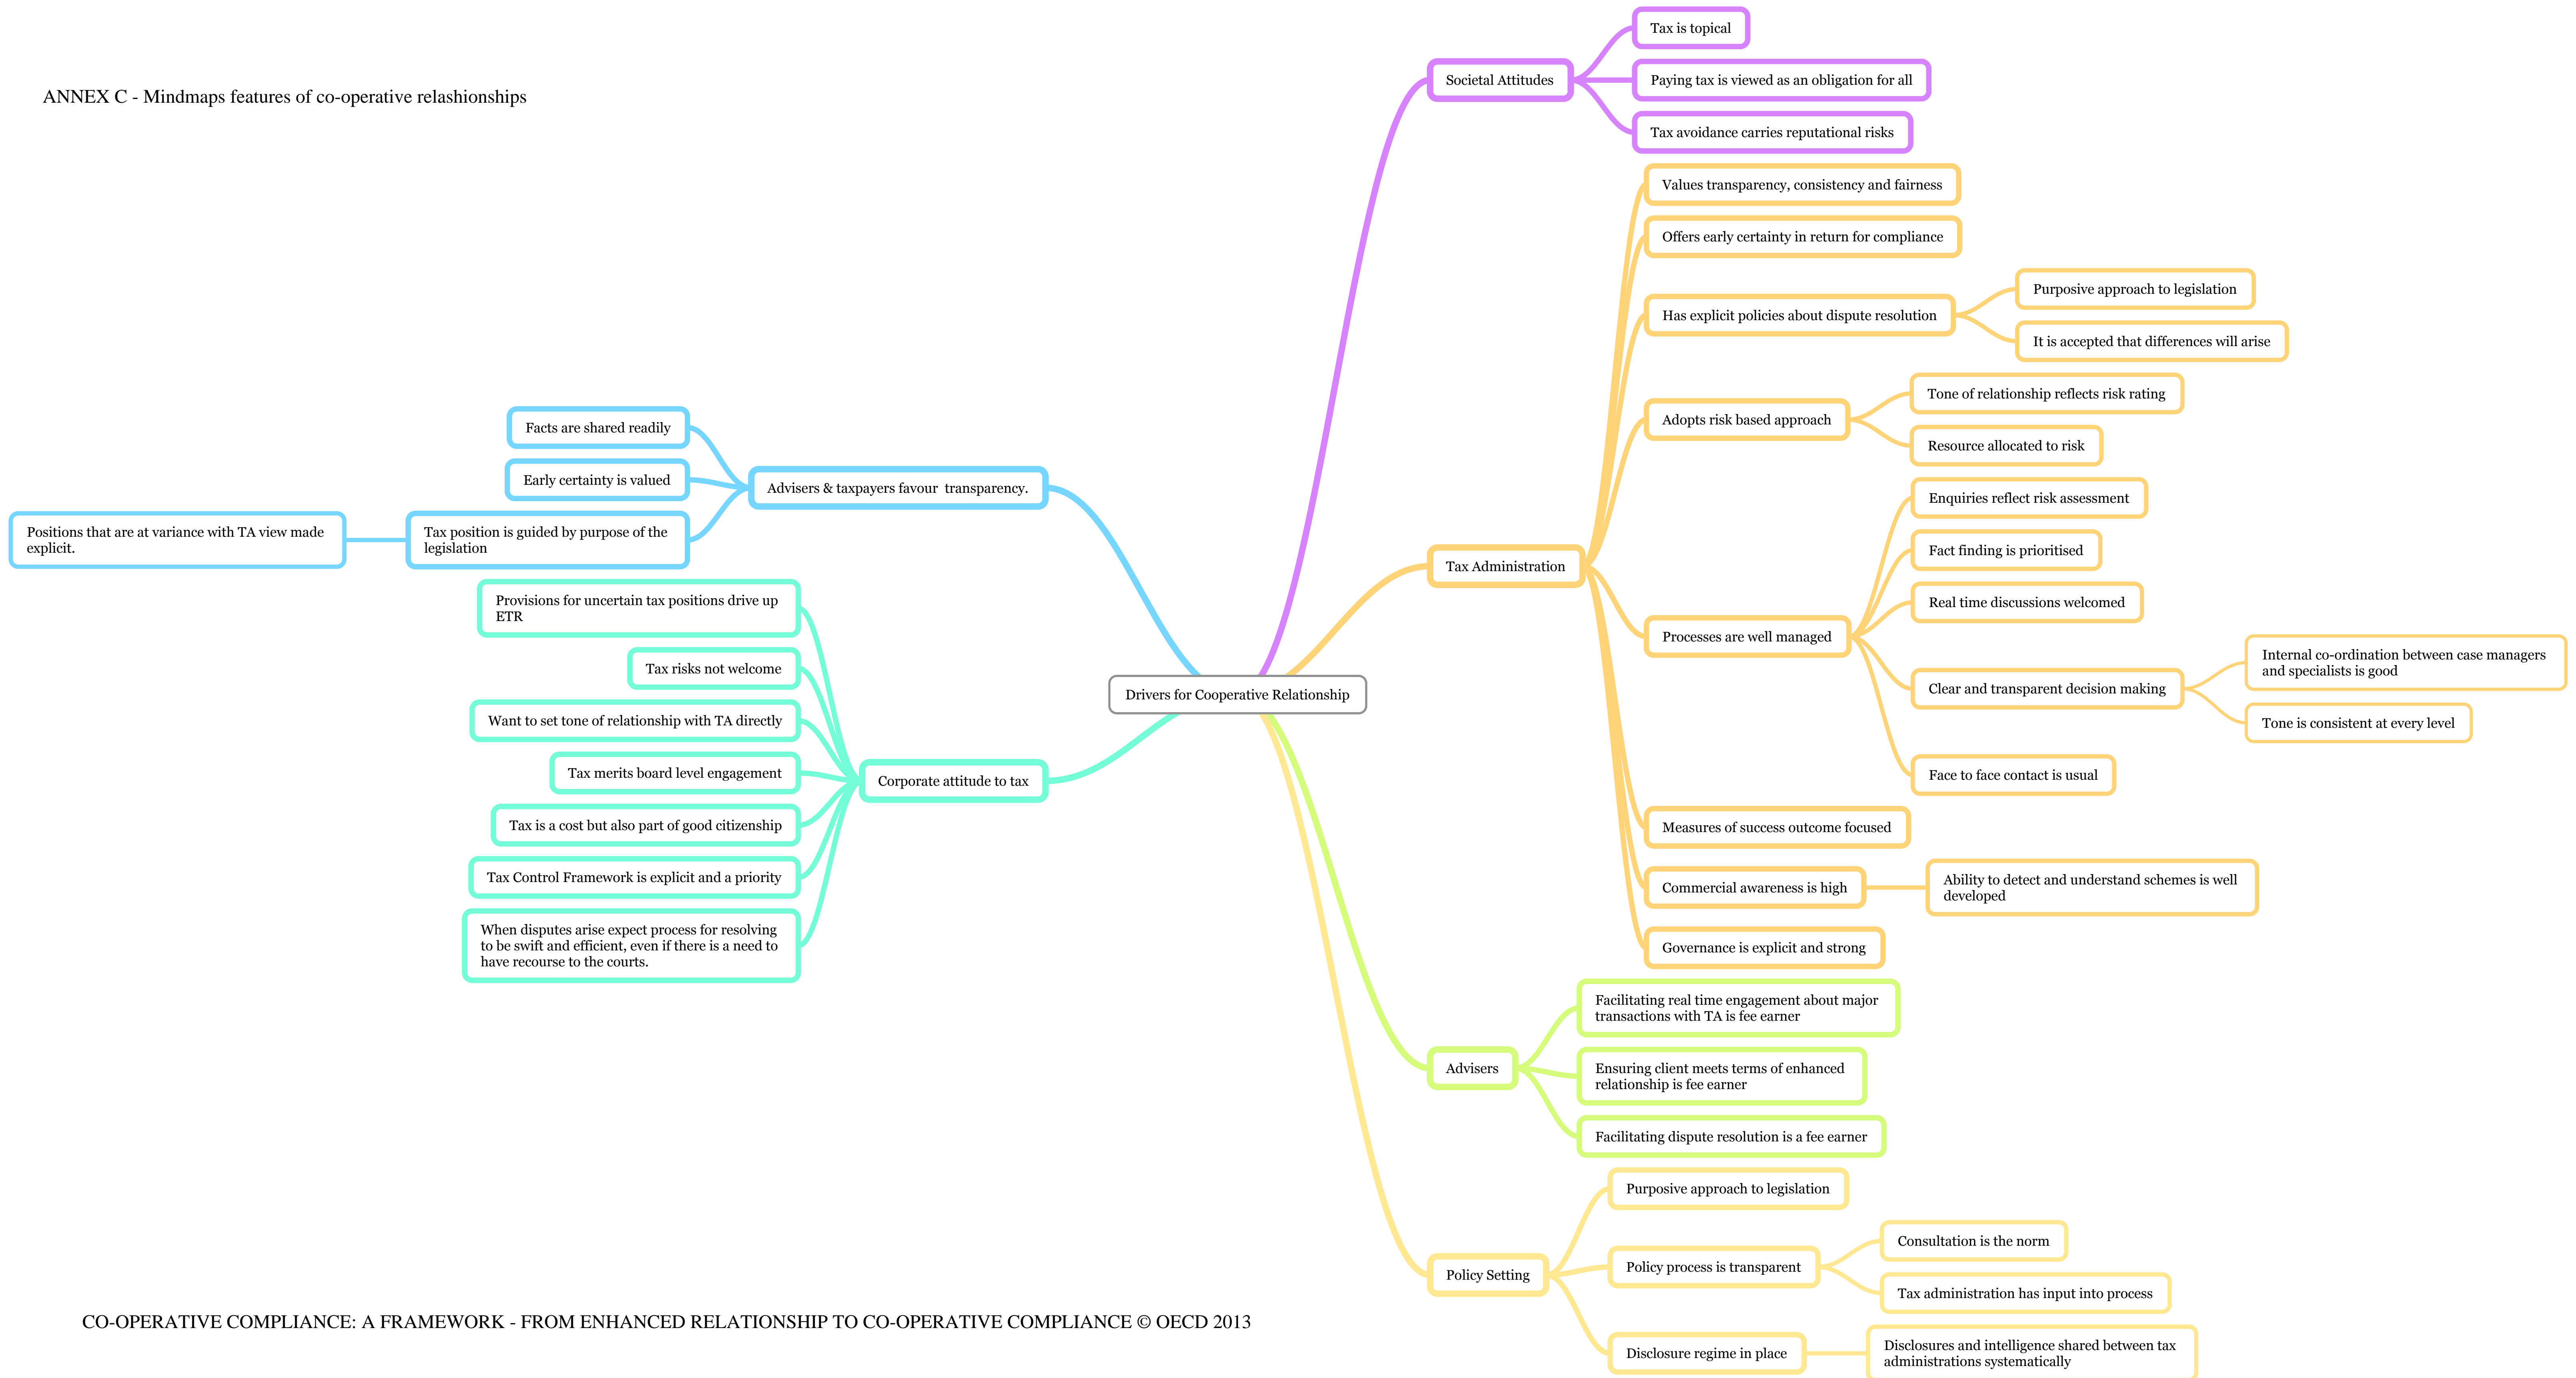 ANNEX C - Mindmaps features of co-operative relashionships
Drivers for Cooperative Relationship
Societal Attitudes
Tax is topical
Paying tax is viewed as an obligation for all
Tax avoidance carries reputational risks
Tax Administration
Values transparency, consistency and fairness
Offers early certainty in return for compliance
Has explicit policies about dispute resolution
Purposive approach to legislation
It is accepted that differences will arise
Adopts risk based approach
Tone of relationship reflects risk rating
Resource allocated to risk
Processes are well managed
Enquiries reflect risk assessment
Fact finding is prioritised
Real time discussions welcomed
Clear and transparent decision making
Internal co-ordination between case managers
and specialists is good
Tone is consistent at every level
Face to face contact is usual
Measures of success outcome focused
Commercial awareness is high
Ability to detect and understand schemes is well
developed
Governance is explicit and strong
Advisers
Facilitating real time engagement about major
transactions with TA is fee earner
Ensuring client meets terms of enhanced
relationship is fee earner
Facilitating dispute resolution is a fee earner
Policy Setting
Purposive approach to legislation
Policy process is transparent
Consultation is the norm
Tax administration has input into process
Disclosure regime in place
Disclosures and intelligence shared between tax
administrations systematically
Advisers & taxpayers favour  transparency.
Facts are shared readily
Early certainty is valued
Tax position is guided by purpose of the
legislation
Positions that are at variance with TA view made
explicit.
Corporate attitude to tax
Provisions for uncertain tax positions drive up
ETR
Tax risks not welcome
Want to set tone of relationship with TA directly
Tax merits board level engagement
Tax is a cost but also part of good citizenship
Tax Control Framework is explicit and a priority
When disputes arise expect process for resolving
to be swift and efficient, even if there is a need to
have recourse to the courts.
CO-OPERATIVE COMPLIANCE: A FRAMEWORK - FROM ENHANCED RELATIONSHIP TO CO-OPERATIVE COMPLIANCE © OECD 2013